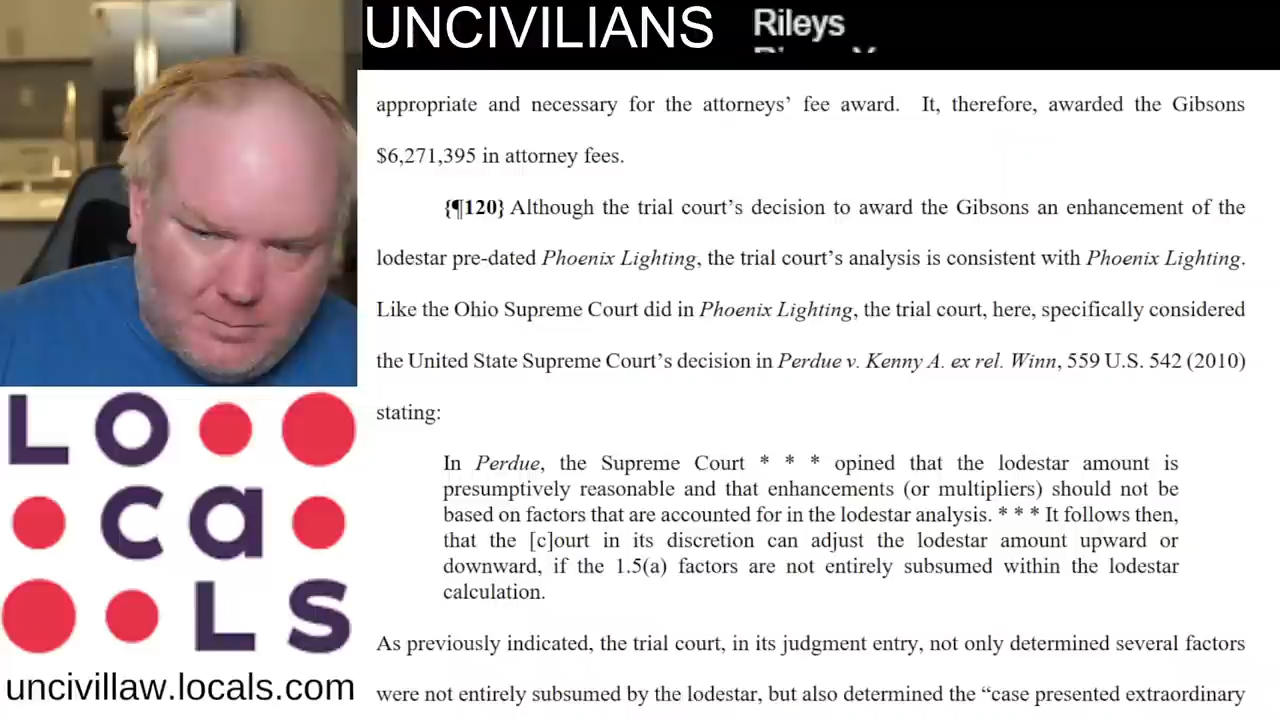 UNCIVILIANS
Rileys
appropriate and necessary for the attorneys’ fee award. It, therefore, awarded the Gibsons
$6,271,395 in attorney fees.
{¶120} Although the trial court’s decision to award the Gibsons an enhancement of the
lodestar pre-dated Phoenix Lighting, the trial court’s analysis is consistent with Phoenix Lighting.
Like the Ohio Supreme Court did in Phoenix Lighting, the trial court, here, specifically considered
the United State Supreme Court’s decision in Perdue v. Kenny A. ex rel. Winn, 559 U.S. 542 (2010)
stating:
In Perdue, the Supreme Court * * * opined that the lodestar amount is
presumptively reasonable and that enhancements (or multipliers) should not be
based on factors that are accounted for in the lodestar analysis. * * * It follows then,
that the [c]ourt in its discretion can adjust the lodestar amount upward or
downward, if the 1.5(a) factors are not entirely subsumed within the lodestar
calculation.
As previously indicated, the trial court, in its judgment entry, not only determined several factors
were not entirely subsumed by the lodestar, but also determined the “case presented extraordinary
LO
ca
LS
uncivillaw.locals.com